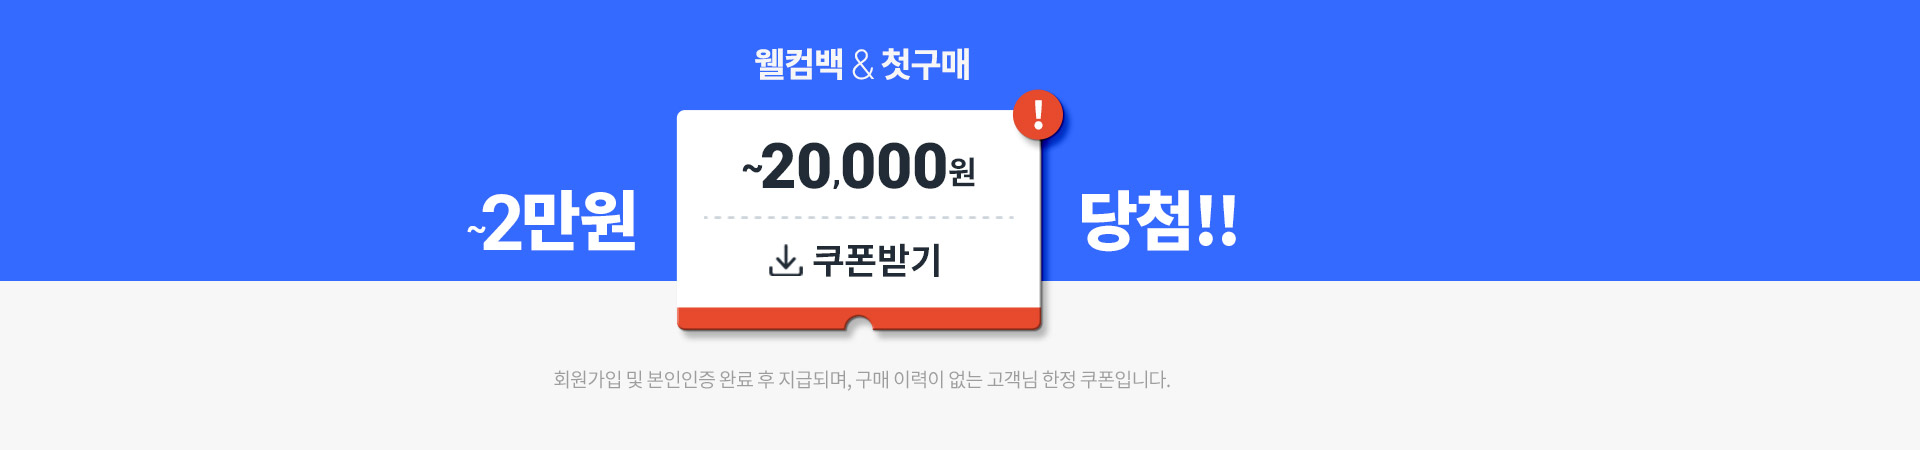 웰컴백 & 첫구매
!
~20,000원
~2만원
당첨!!
쿠폰받기
회원가입 및 본인인증 완료 후 지급되며, 구매 이력이 없는 고객님 한정 쿠폰입니다.